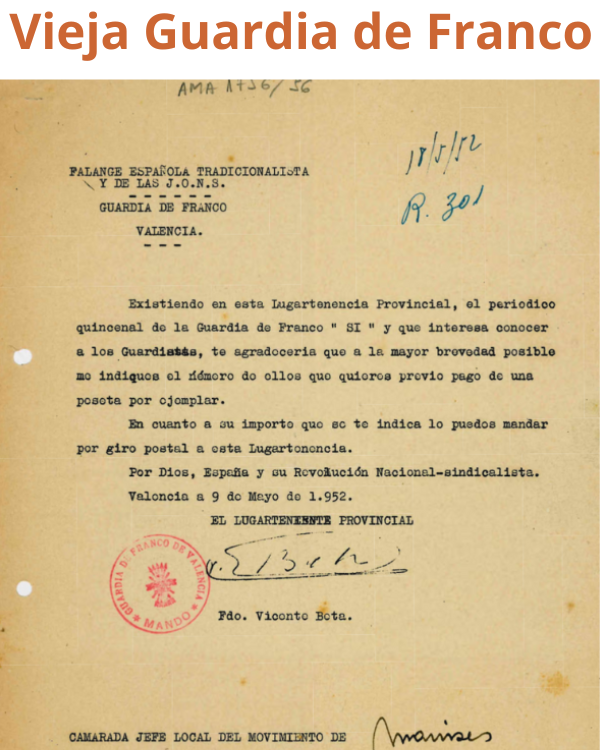 Vieja Guardia de Franco
AMA 1756/56
18/5/52
FALANGE ESPAÑOLA TRADICIONALISTA
Y DE LAS J.O.N.S.
R. 301
GUARDIA DE FRANCO
VALENCIA.
Existiendo en esta Lugartenencia Provincial, el periodico
quincenal de la Guardia de Franco " SI " y que interesa conocer
a los Guardistas, te agradeceria que a la mayor brevedad posible
me indiques el número de ellos que quieres previo pago de una
peseta por ejemplar.
En cuanto a su importe que se te indica lo puedes mandar
por giro postal a esta Lugartenencia.
Por Dios, España y su Revolución Nacional-sindicalista.
Valencia a 9 de Mayo de 1.952.
EL LUGARTENIENTE PROVINCIAL
GUARDIA DE FRANCO DE VALENCIA
MANDO
Fdo. Vicente Beta.
CAMARADA JEFE LOCAL DEL MOVIMIENTO DE Manises